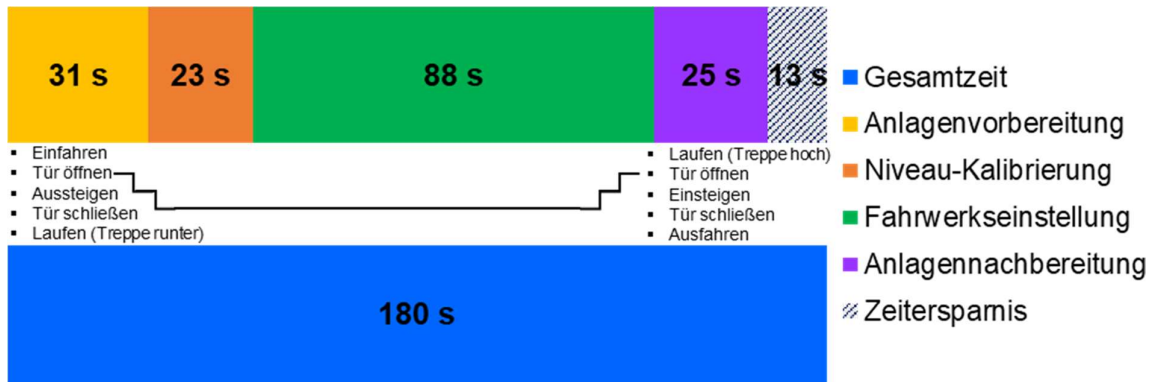 31 s
23 s
88 s
25 s
13 s
▪ Einfahren
▪ Tür öffnen
▪ Aussteigen
▪ Tür schließen
▪ Laufen (Treppe runter)
▪ Laufen (Treppe hoch)
▪ Tür öffnen
▪ Einsteigen
▪ Tür schließen
▪ Ausfahren
180 s
Gesamtzeit
Anlagenvorbereitung
Niveau-Kalibrierung
Fahrwerkseinstellung
Anlagennachbereitung
Zeitersparnis